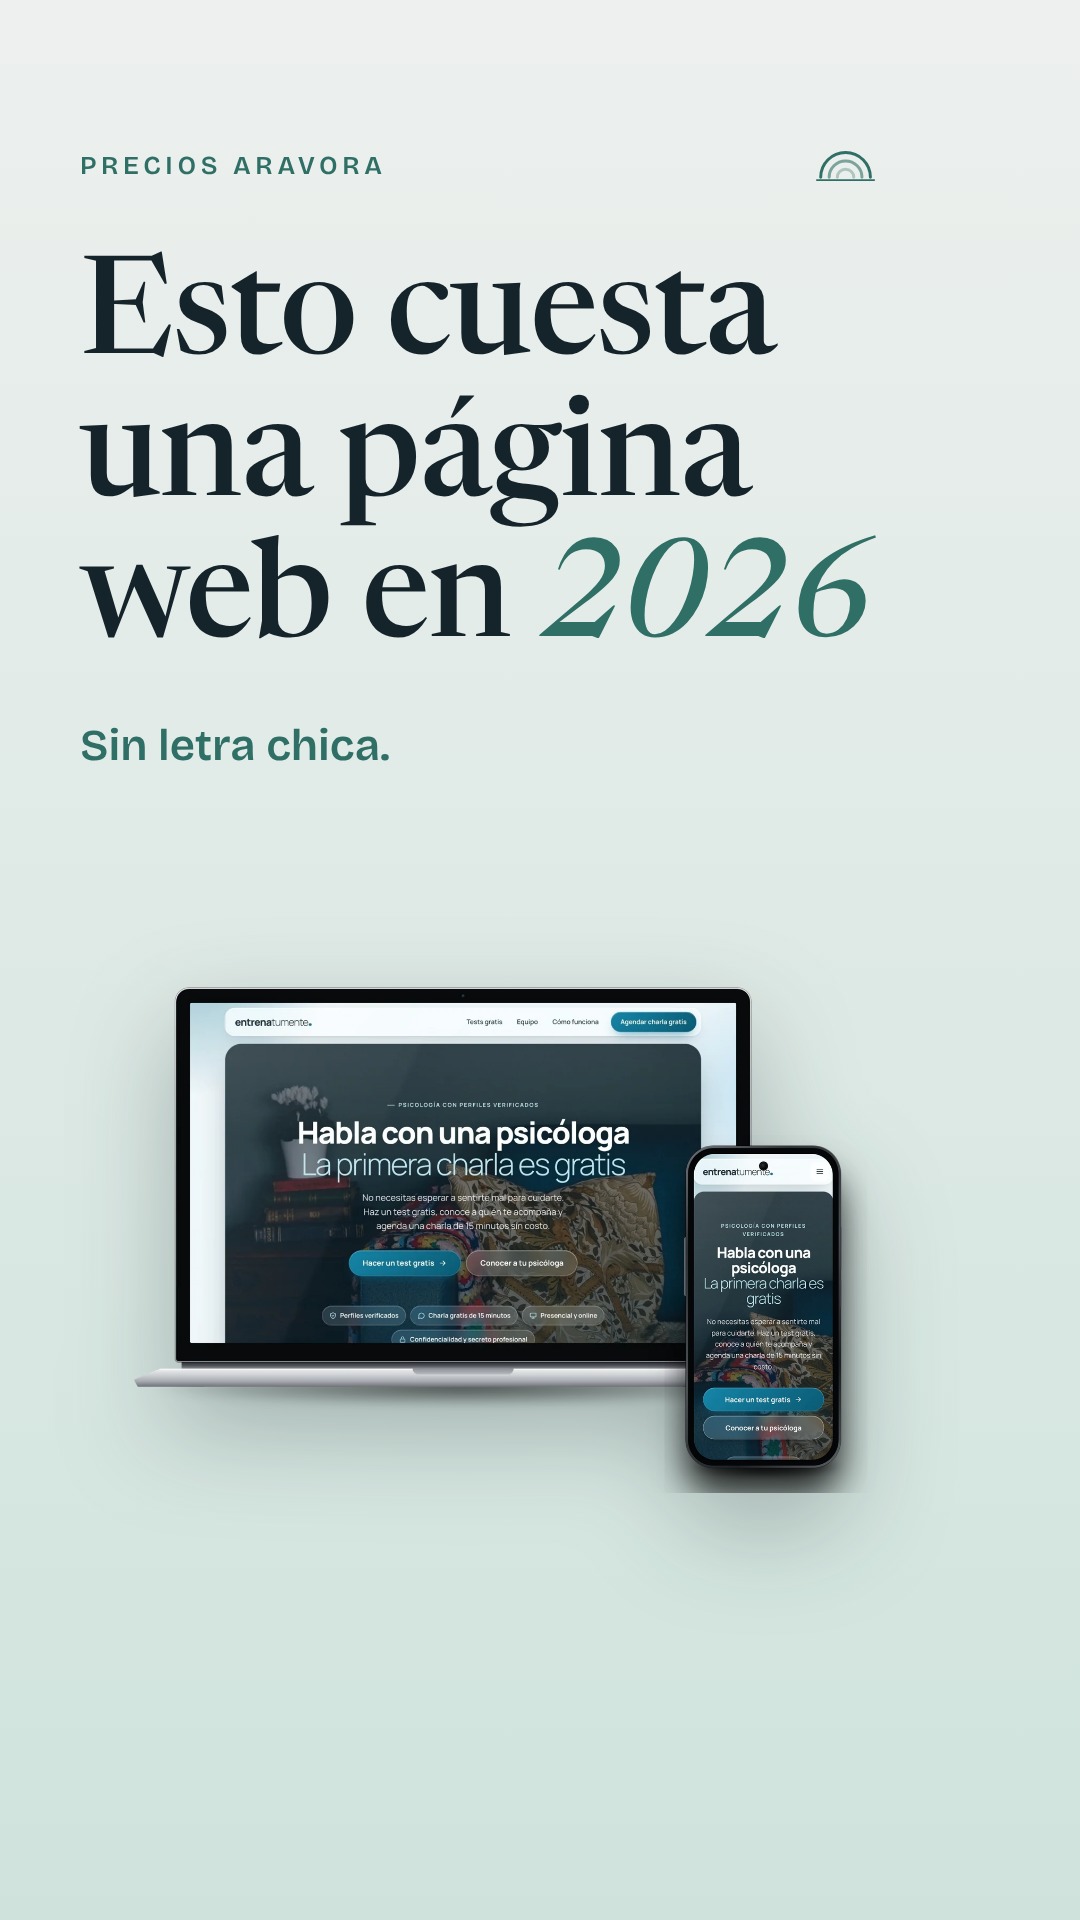 PRECIOS ARAVORA
Esto cuesta
una página
web en 2026
Sin letra chica.
entrenatumente.
Tests gratis
Equipo
Cómo funciona
Agendar charla gratis
— PSICOLOGÍA CON PERFILES VERIFICADOS
Habla con una psicóloga
La primera charla es gratis
No necesitas esperar a sentirte mal para cuidarte.
Haz un test gratis, conoce a quien te acompaña y
agenda una charla de 15 minutos sin costo.
Hacer un test gratis →
Conocer a tu psicóloga
Perfiles verificados
Charla gratis de 15 minutos
Presencial y online
Confidencialidad y secreto profesional
entrenatumente.
PSICOLOGÍA CON PERFILES
VERIFICADOS
Habla con una
psicóloga
La primera charla es
gratis
No necesitas esperar a sentirte mal
para cuidarte. Haz un test gratis,
conoce a quien te acompaña y
agenda una charla de 15 minutos sin
costo.
Hacer un test gratis →
Conocer a tu psicóloga